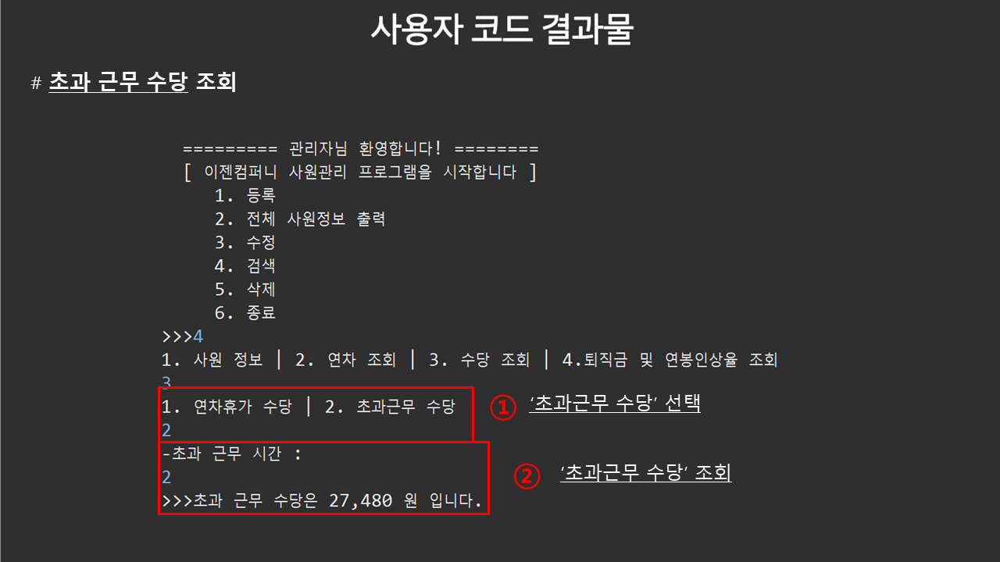 사용자 코드 결과물
# 초과 근무 수당 조회
========= 관리자님 환영합니다! ========
[ 이젠컴퍼니 사원관리 프로그램을 시작합니다 ]
1. 등록
2. 전체 사원정보 출력
3. 수정
4. 검색
5. 삭제
6. 종료
>>>4
1. 사원 정보 | 2. 연차 조회 | 3. 수당 조회 | 4.퇴직금 및 연봉인상율 조회
3
1. 연차휴가 수당 | 2. 초과근무 수당
① ‘초과근무 수당’ 선택
2
-초과 근무 시간 :
2
② ‘초과근무 수당’ 조회
>>>초과 근무 수당은 27,480 원 입니다.